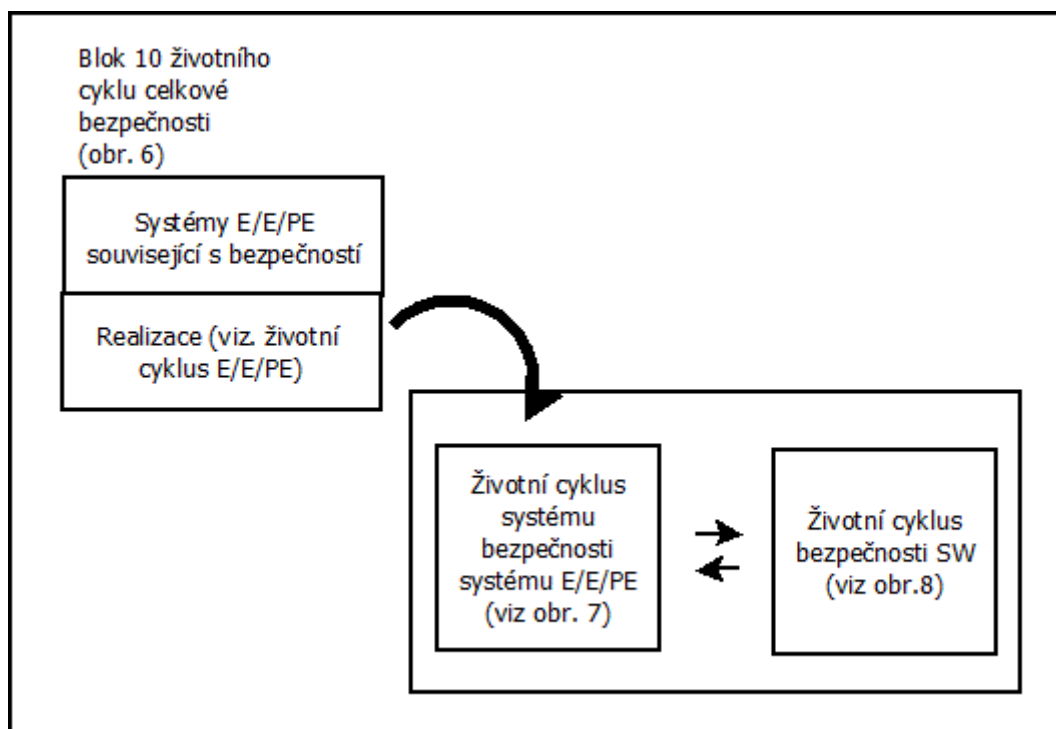 Blok 10 životního
cyklu celkové
bezpečnosti
(obr. 6)
Systémy E/E/PE
související s bezpečností
Realizace (viz. životní
cyklus E/E/PE)
Životní cyklus
systému
bezpečnosti
systému E/E/PE
(viz obr. 7)
Životní cyklus
bezpečnosti SW
(viz obr.8)